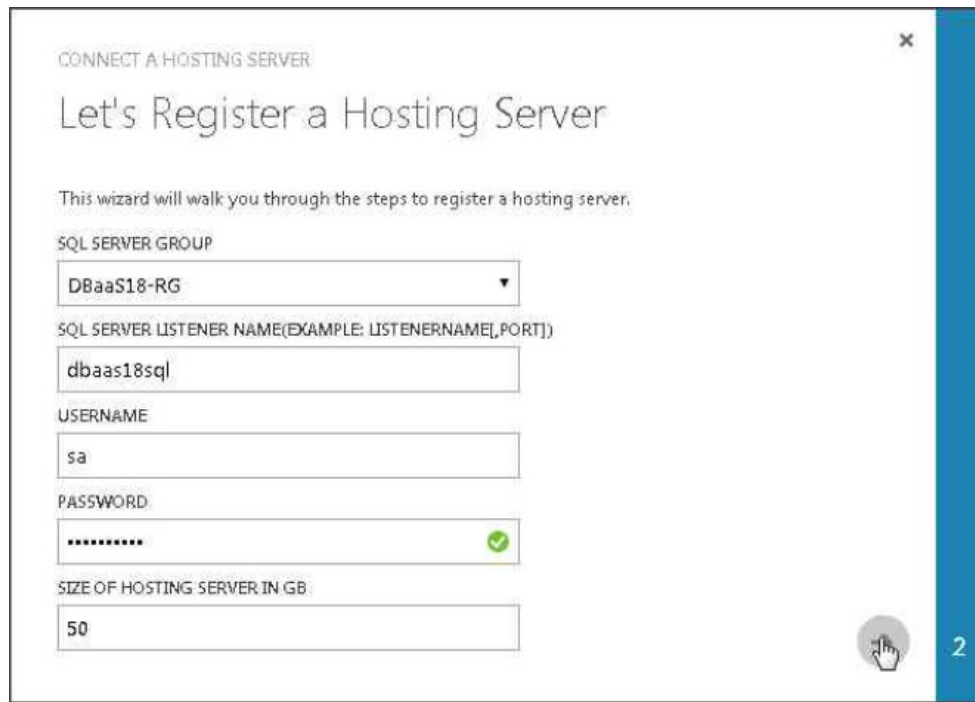 CONNECT A HOSTING SERVER
Let's Register a Hosting Server
This wizard will walk you through the steps to register a hosting server.
SQL SERVER GROUP
DBaaS18-RG
SQL SERVER LISTENER NAME(EXAMPLE: LISTENERNAME[,PORT])
dbaas18sql
USERNAME
sa
PASSWORD
••••••••••
SIZE OF HOSTING SERVER IN GB
50
2